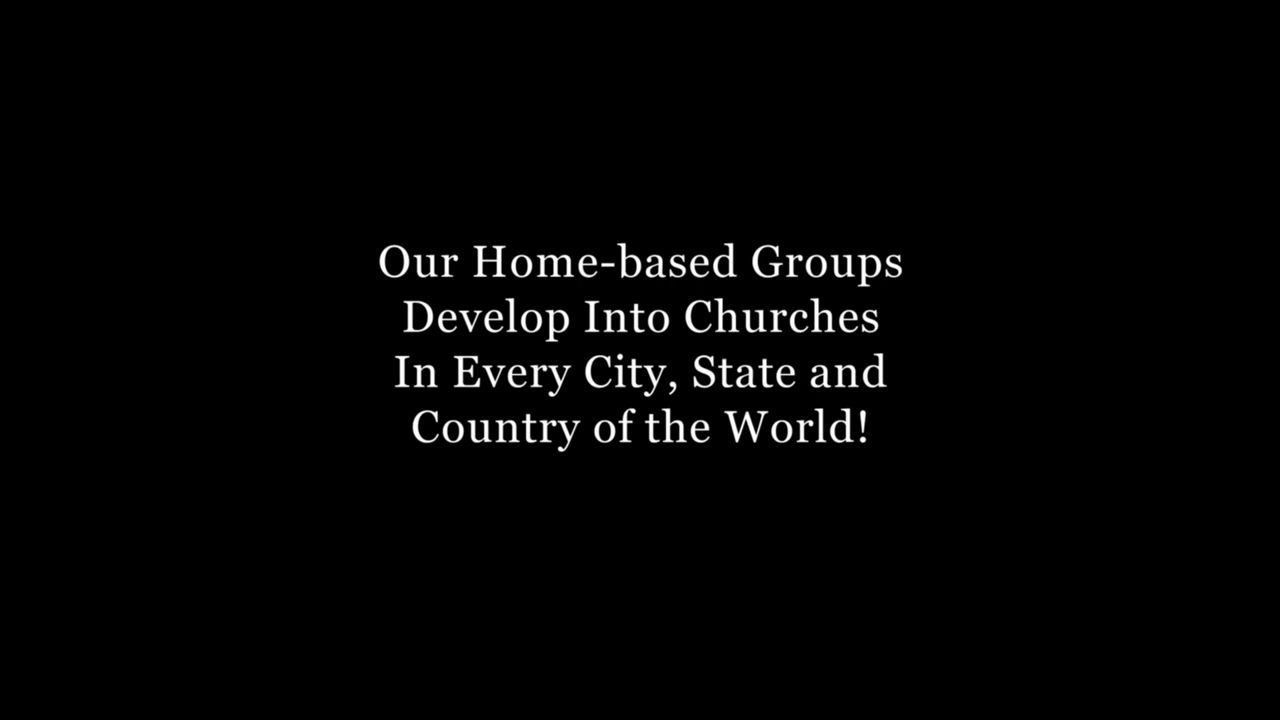 Our Home-based Groups
Develop Into Churches
In Every City, State and
Country of the World!